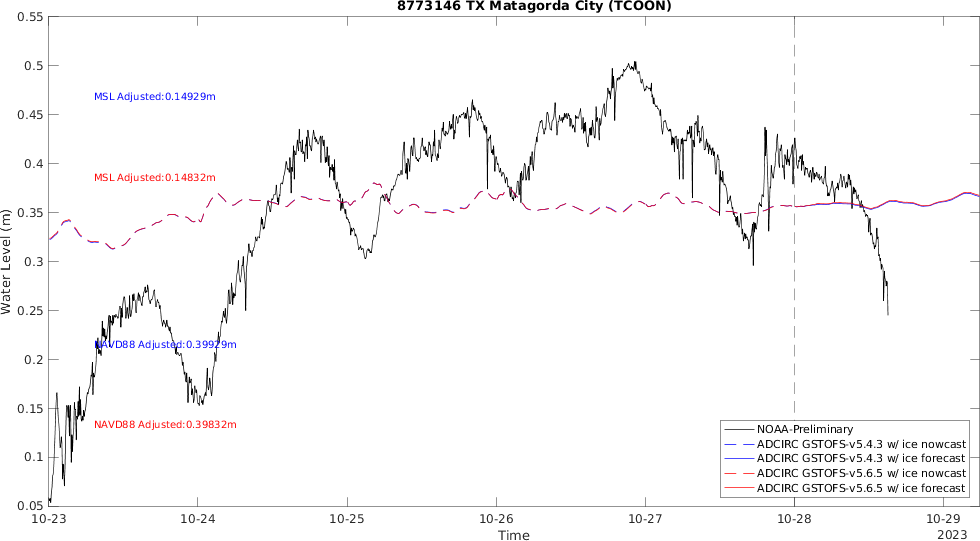 8773146 TX Matagorda City (TCOON)
0.55
0.5
0.45
0.4
0.35
0.3
0.25
0.2
0.15
0.1
0.05
Water Level (m)
MSL Adjusted:0.14929m
MSL Adjusted:0.14832m
NAVD88 Adjusted:0.39929m
NAVD88 Adjusted:0.39832m
NOAA-Preliminary
ADCIRC GSTOFS-v5.4.3 w/ ice nowcast
ADCIRC GSTOFS-v5.4.3 w/ ice forecast
ADCIRC GSTOFS-v5.6.5 w/ ice nowcast
ADCIRC GSTOFS-v5.6.5 w/ ice forecast
10-23 10-24 10-25 10-26 10-27 10-28 10-29
Time
2023